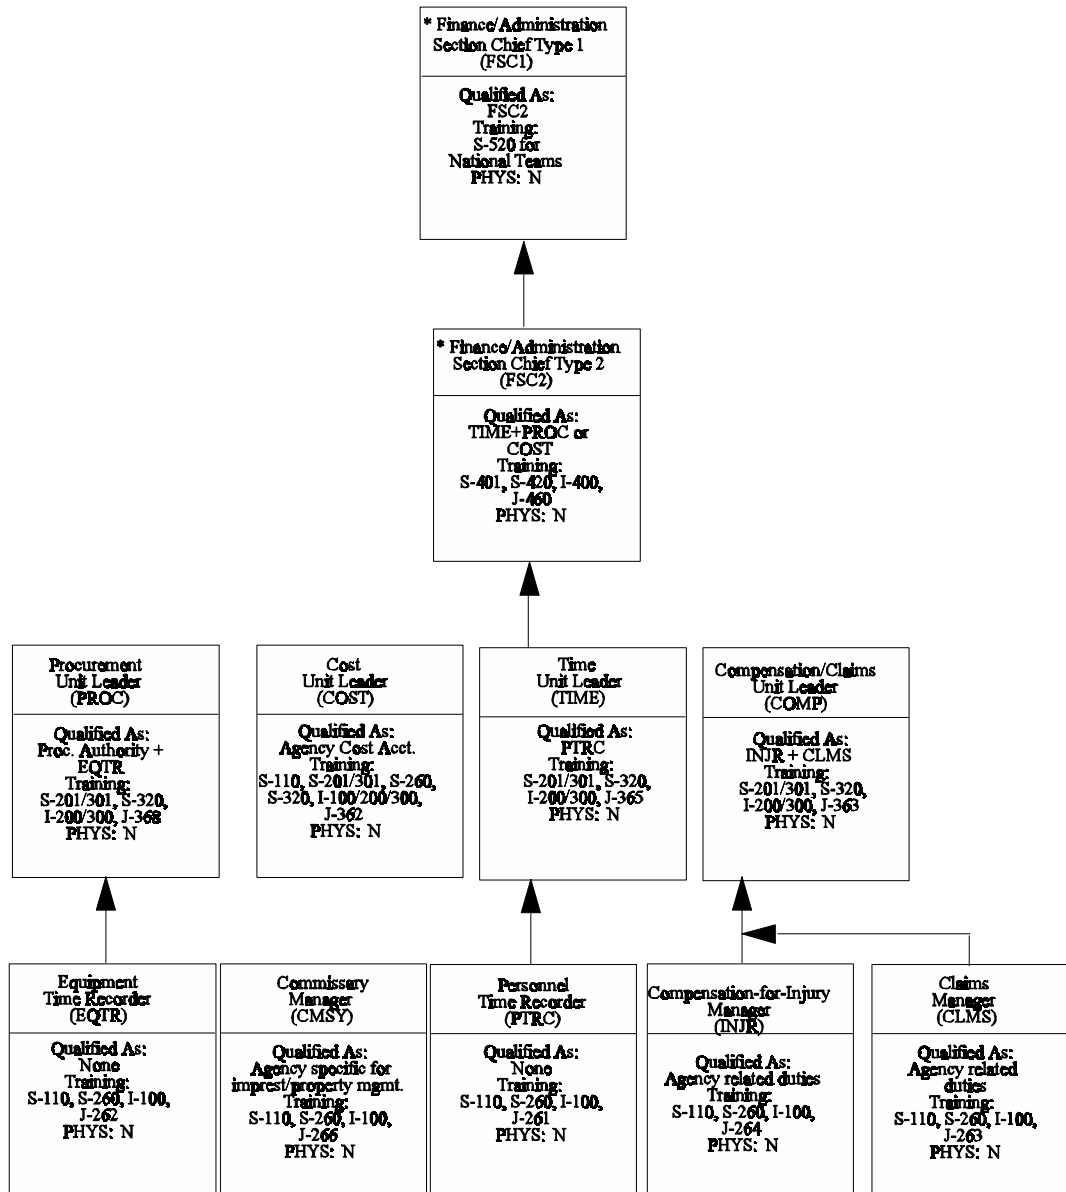 * Finance/Administration
Section Chief Type 1
(FSC1)
Qualified As:
FSC2
Training:
S-520 for
National Teams
PHYS: N
* Finance/Administration
Section Chief Type 2
(FSC2)
Qualified As:
TIME+PROC or
COST
Training:
S-401, S-420, I-400,
J-460
PHYS: N
Procurement
Unit Leader
(PROC)
Qualified As:
Proc. Authority +
EQTR
Training:
S-201/301, S-320,
I-200/300, J-368
PHYS: N
Cost
Unit Leader
(COST)
Qualified As:
Agency Cost Acct.
Training:
S-110, S-201/301, S-260,
S-320, I-100/200/300,
J-362
PHYS: N
Time
Unit Leader
(TIME)
Qualified As:
PTRC
Training:
S-201/301, S-320,
I-200/300, J-365
PHYS: N
Compensation/Claims
Unit Leader
(COMP)
Qualified As:
INJR + CLMS
Training:
S-201/301, S-320,
I-200/300, J-363
PHYS: N
Equipment
Time Recorder
(EQTR)
Qualified As:
None
Training:
S-110, S-260, I-100,
J-262
PHYS: N
Commissary
Manager
(CMSY)
Qualified As:
Agency specific for
imprest/property mgmt.
Training:
S-110, S-260, I-100,
J-266
PHYS: N
Personnel
Time Recorder
(PTRC)
Qualified As:
None
Training:
S-110, S-260, I-100,
J-261
PHYS: N
Compensation-for-Injury
Manager
(INJR)
Qualified As:
Agency related duties
Training:
S-110, S-260, I-100,
J-264
PHYS: N
Claims
Manager
(CLMS)
Qualified As:
Agency related
duties
Training:
S-110, S-260, I-100,
J-263
PHYS: N